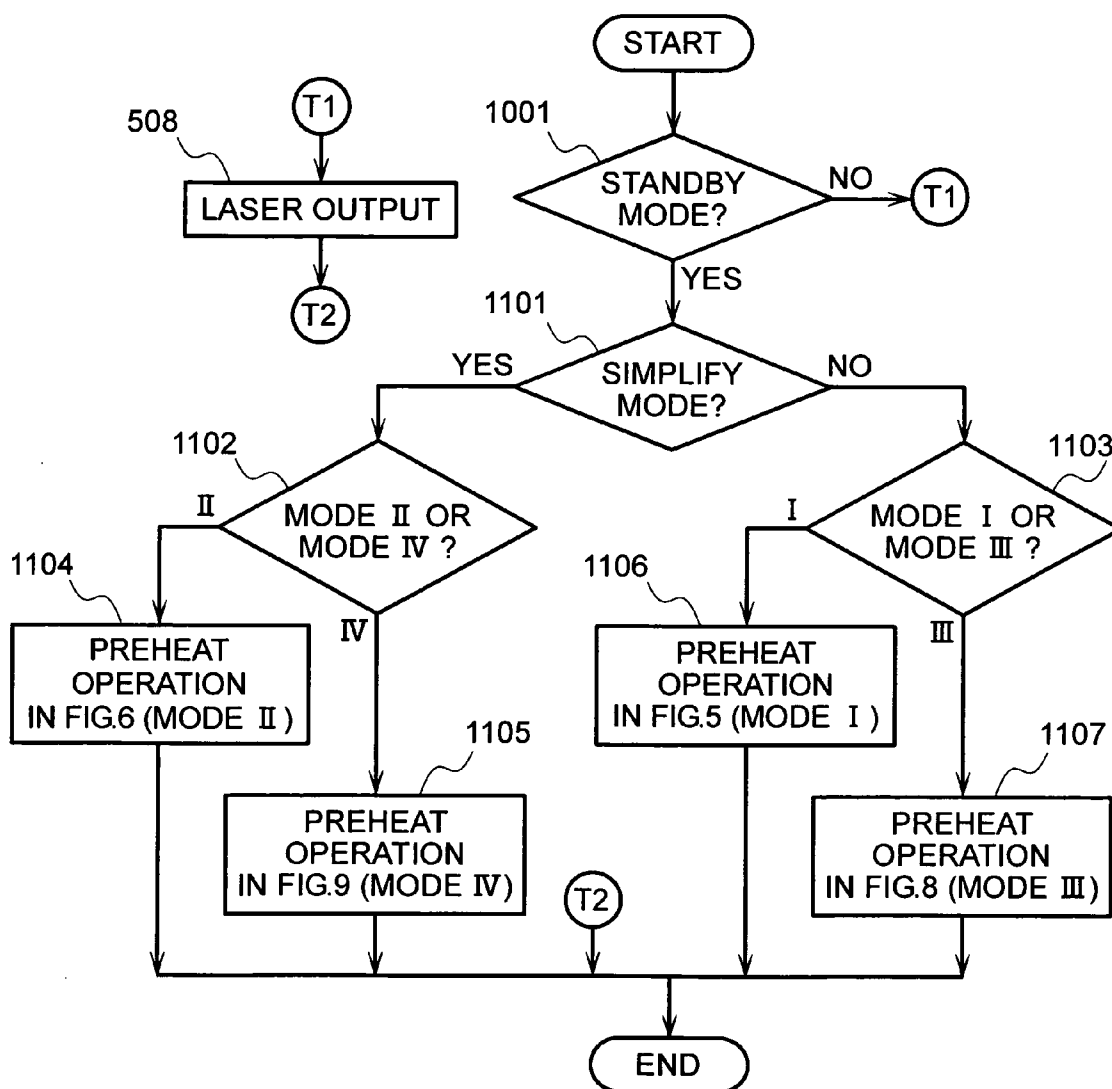 START
T1
508
1001
STANDBY
MODE?
NO
T1
LASER OUTPUT
YES
T2
1101
YES
SIMPLIFY
MODE?
NO
1102
1103
Ⅱ
MODE Ⅱ OR
MODE Ⅳ ?
Ⅰ
MODE Ⅰ OR
MODE Ⅲ ?
1104
1106
Ⅳ
Ⅲ
PREHEAT
OPERATION
IN FIG.6 (MODE Ⅱ)
PREHEAT
OPERATION
IN FIG.5 (MODE Ⅰ)
1105
1107
PREHEAT
OPERATION
IN FIG.9 (MODE Ⅳ)
PREHEAT
OPERATION
IN FIG.8 (MODE Ⅲ)
T2
END